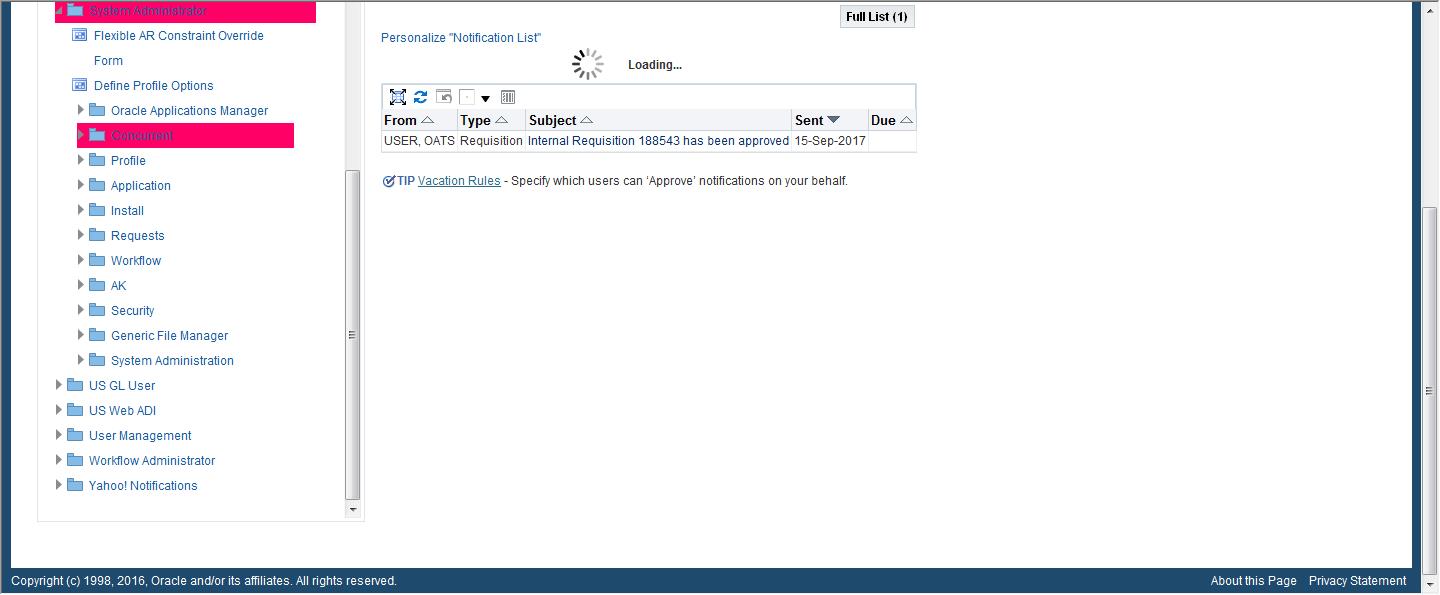 System Administrator
Flexible AR Constraint Override
Form
Define Profile Options
Oracle Applications Manager
Concurrent
Profile
Application
Install
Requests
Workflow
AK
Security
Generic File Manager
System Administration
US GL User
US Web ADI
User Management
Workflow Administrator
Yahoo! Notifications
Full List (1)
Personalize "Notification List"
Loading...
From Type Subject Sent Due
USER, OATS Requisition Internal Requisition 188543 has been approved 15-Sep-2017
TIP Vacation Rules - Specify which users can ‘Approve’ notifications on your behalf.
Copyright (c) 1998, 2016, Oracle and/or its affiliates. All rights reserved.
About this Page Privacy Statement